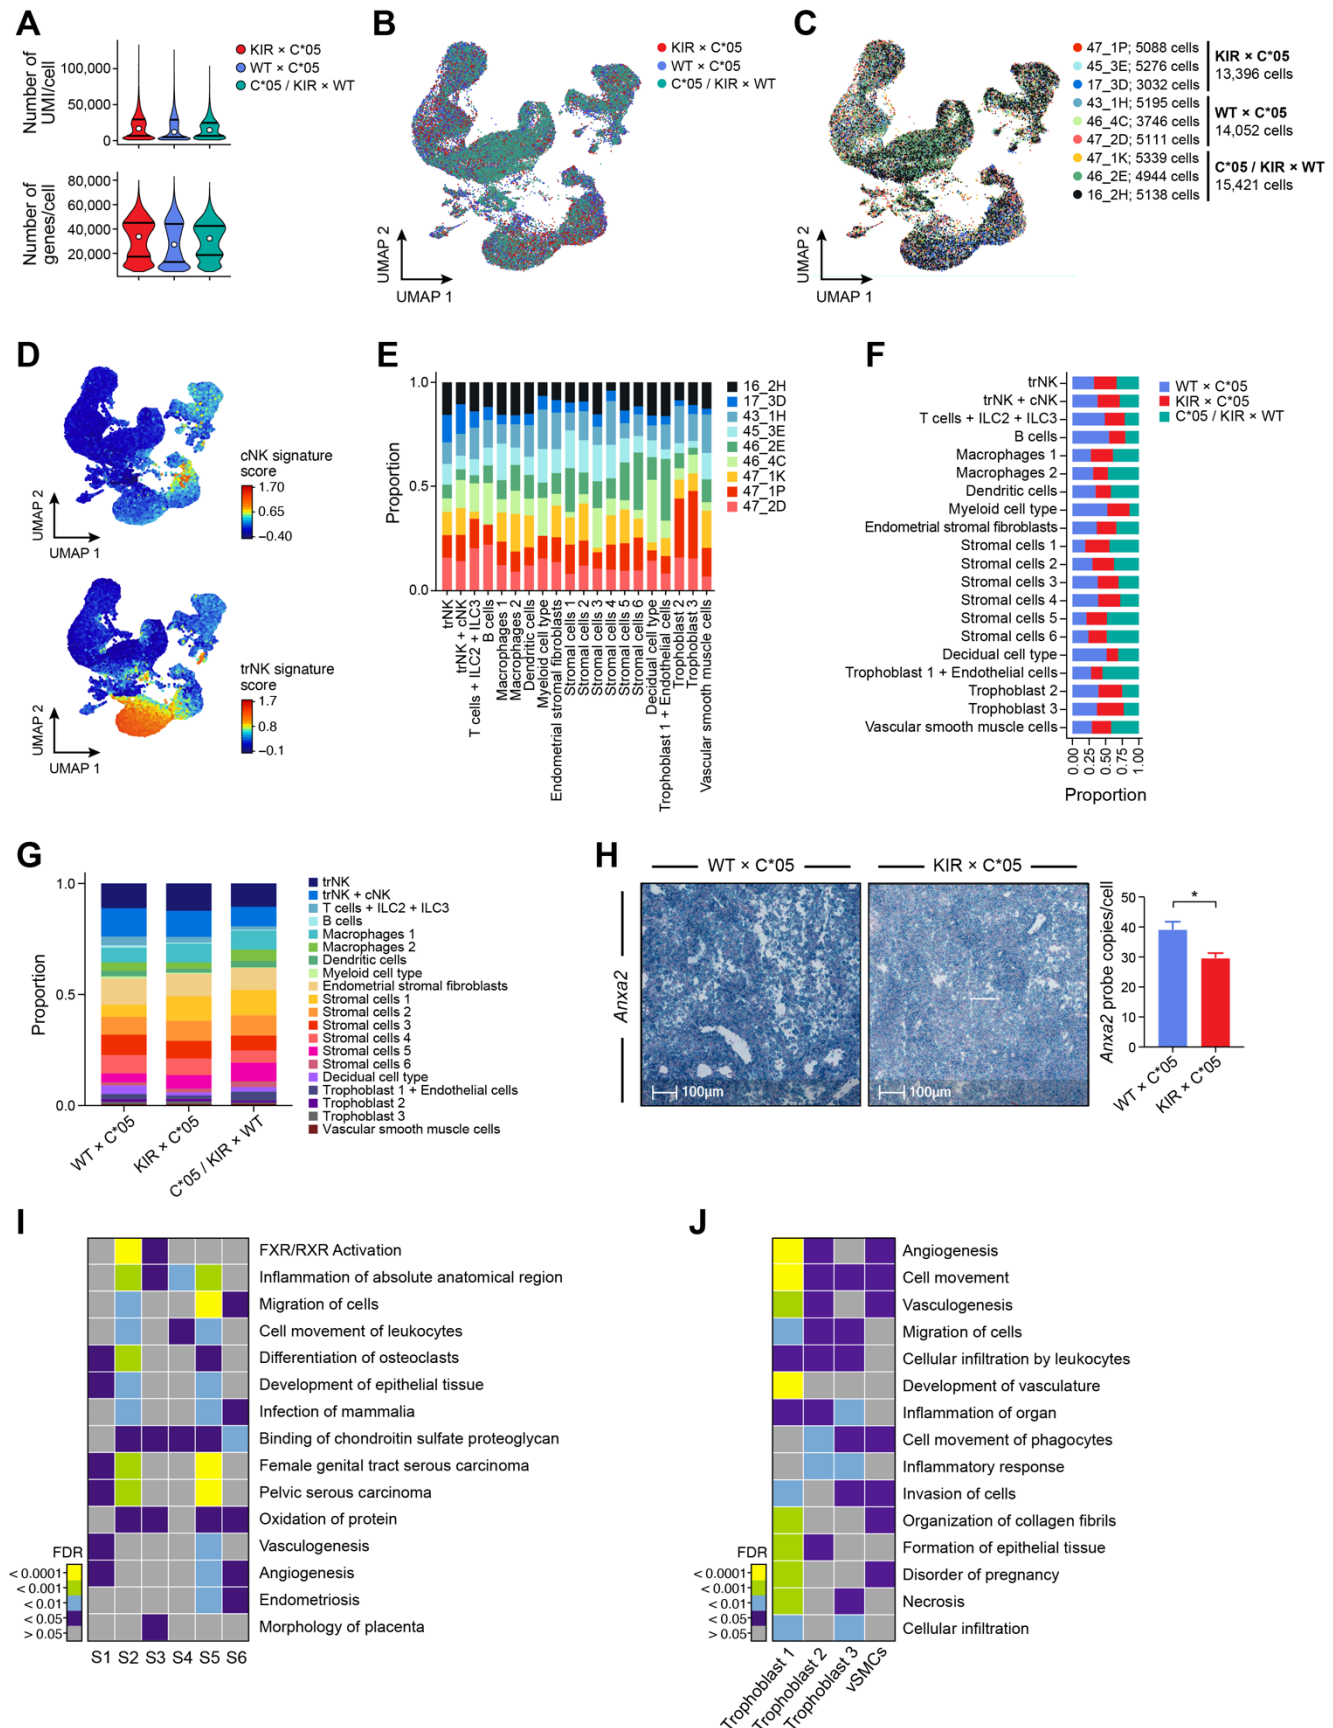 A
Number of
UMI/cell
100,000
50,000
0
KIR × C*05
WT × C*05
C*05 / KIR × WT
Number of
genes/cell
80,000
60,000
40,000
20,000
B
UMAP 2
UMAP 1
KIR × C*05
WT × C*05
C*05 / KIR × WT
C
UMAP 2
UMAP 1
47_1P; 5088 cells
45_3E; 5276 cells
17_3D; 3032 cells
43_1H; 5195 cells
46_4C; 3746 cells
47_2D; 5111 cells
47_1K; 5339 cells
46_2E; 4944 cells
16_2H; 5138 cells
KIR × C*05
13,396 cells
WT × C*05
14,052 cells
C*05 / KIR × WT
15,421 cells
D
UMAP 2
UMAP 1
cNK signature
score
1.70
0.65
−0.40
UMAP 2
UMAP 1
trNK signature
score
1.7
0.8
−0.1
E
Proportion
1.0
0.5
0.0
16_2H
17_3D
43_1H
45_3E
46_2E
46_4C
47_1K
47_1P
47_2D
trNK
trNK + cNK
T cells + ILC2 + ILC3
B cells
Macrophages 1
Macrophages 2
Dendritic cells
Myeloid cell type
Endometrial stromal fibroblasts
Stromal cells 1
Stromal cells 2
Stromal cells 3
Stromal cells 4
Stromal cells 5
Stromal cells 6
Decidual cell type
Trophoblast 1 + Endothelial cells
Trophoblast 2
Trophoblast 3
Vascular smooth muscle cells
F
trNK
trNK + cNK
T cells + ILC2 + ILC3
B cells
Macrophages 1
Macrophages 2
Dendritic cells
Myeloid cell type
Endometrial stromal fibroblasts
Stromal cells 1
Stromal cells 2
Stromal cells 3
Stromal cells 4
Stromal cells 5
Stromal cells 6
Decidual cell type
Trophoblast 1 + Endothelial cells
Trophoblast 2
Trophoblast 3
Vascular smooth muscle cells
0.00
0.25
0.50
0.75
1.00
Proportion
WT × C*05
KIR × C*05
C*05 / KIR × WT
G
Proportion
1.0
0.5
0.0
WT × C*05
KIR × C*05
C*05 / KIR × WT
trNK
trNK + cNK
T cells + ILC2 + ILC3
B cells
Macrophages 1
Macrophages 2
Dendritic cells
Myeloid cell type
Endometrial stromal fibroblasts
Stromal cells 1
Stromal cells 2
Stromal cells 3
Stromal cells 4
Stromal cells 5
Stromal cells 6
Decidual cell type
Trophoblast 1 + Endothelial cells
Trophoblast 2
Trophoblast 3
Vascular smooth muscle cells
H
WT × C*05
KIR × C*05
Anxa2
100µm
100µm
Anxa2 probe copies/cell
50
40
30
20
10
0
*
WT × C*05
KIR × C*05
I
FXR/RXR Activation
Inflammation of absolute anatomical region
Migration of cells
Cell movement of leukocytes
Differentiation of osteoclasts
Development of epithelial tissue
Infection of mammalia
Binding of chondroitin sulfate proteoglycan
Female genital tract serous carcinoma
Pelvic serous carcinoma
Oxidation of protein
Vasculogenesis
Angiogenesis
Endometriosis
Morphology of placenta
FDR
< 0.0001
< 0.001
< 0.01
< 0.05
> 0.05
S1 S2 S3 S4 S5 S6
J
Angiogenesis
Cell movement
Vasculogenesis
Migration of cells
Cellular infiltration by leukocytes
Development of vasculature
Inflammation of organ
Cell movement of phagocytes
Inflammatory response
Invasion of cells
Organization of collagen fibrils
Formation of epithelial tissue
Disorder of pregnancy
Necrosis
Cellular infiltration
FDR
< 0.0001
< 0.001
< 0.01
< 0.05
> 0.05
Trophoblast 1
Trophoblast 2
Trophoblast 3
vSMCs